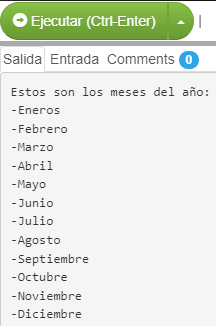 Ejecutar (Ctrl-Enter)
Salida Entrada Comments 0
Estos son los meses del año:
-Eneros
-Febrero
-Marzo
-Abril
-Mayo
-Junio
-Julio
-Agosto
-Septiembre
-Octubre
-Noviembre
-Diciembre